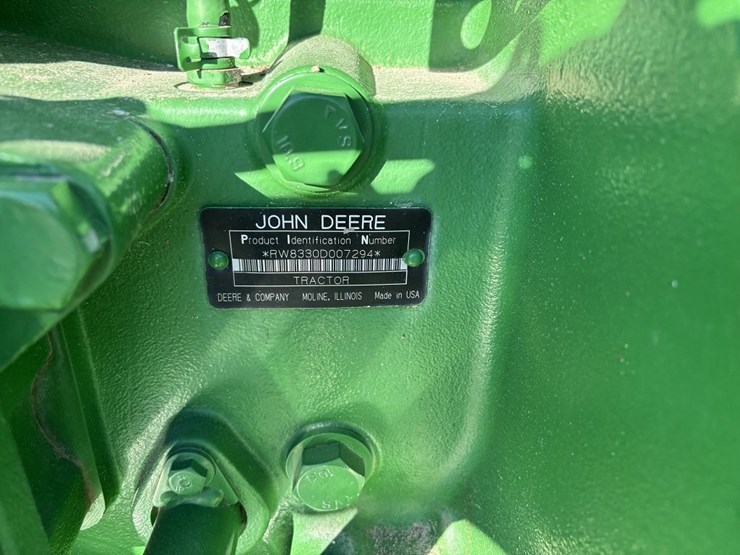 JOHN DEERE
Product Identification Number
*RW8330D007294*
TRACTOR
DEERE & COMPANY MOLINE, ILLINOIS Made in USA